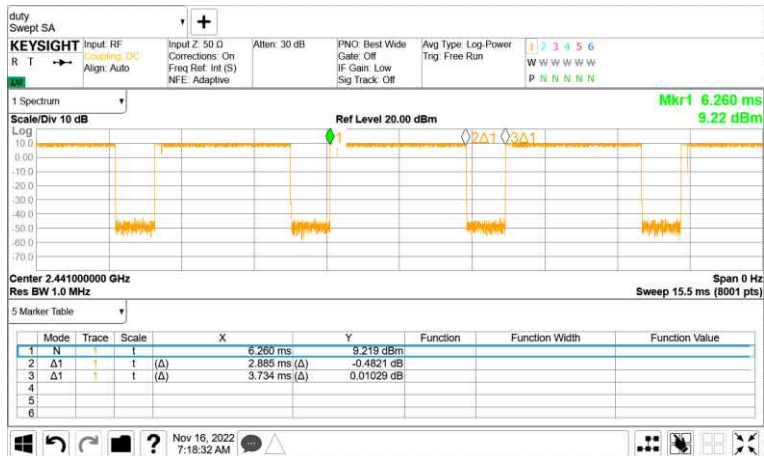 duty
Swept SA
KEYSIGHT
R T
Input: RF
Coupling: DC
Align: Auto
Input Z: 50 Ω
Corrections: On
Freq Ref: Int (S)
NFE: Adaptive
Atten: 30 dB
PNO: Best Wide
Gate: Off
IF Gain: Low
Sig Track: Off
Avg Type: Log-Power
Trig: Free Run
1 2 3 4 5 6
W W W W W W
P N N N N N
1 Spectrum
Scale/Div 10 dB
Ref Level 20.00 dBm
Mkr1 6.260 ms
9.22 dBm
Log
10.0
0.00
-10.0
-20.0
-30.0
-40.0
-50.0
-60.0
-70.0
1
2Δ1
3Δ1
Center 2.441000000 GHz
Res BW 1.0 MHz
Span 0 Hz
Sweep 15.5 ms (8001 pts)
5 Marker Table
Mode Trace Scale X Y Function Function Width Function Value
1 N 1 t 6.260 ms 9.219 dBm
2 Δ1 1 t (Δ) 2.885 ms (Δ) -0.4821 dB
3 Δ1 1 t (Δ) 3.734 ms (Δ) 0.01029 dB
4
5
6
?
Nov 16, 2022
7:18:32 AM